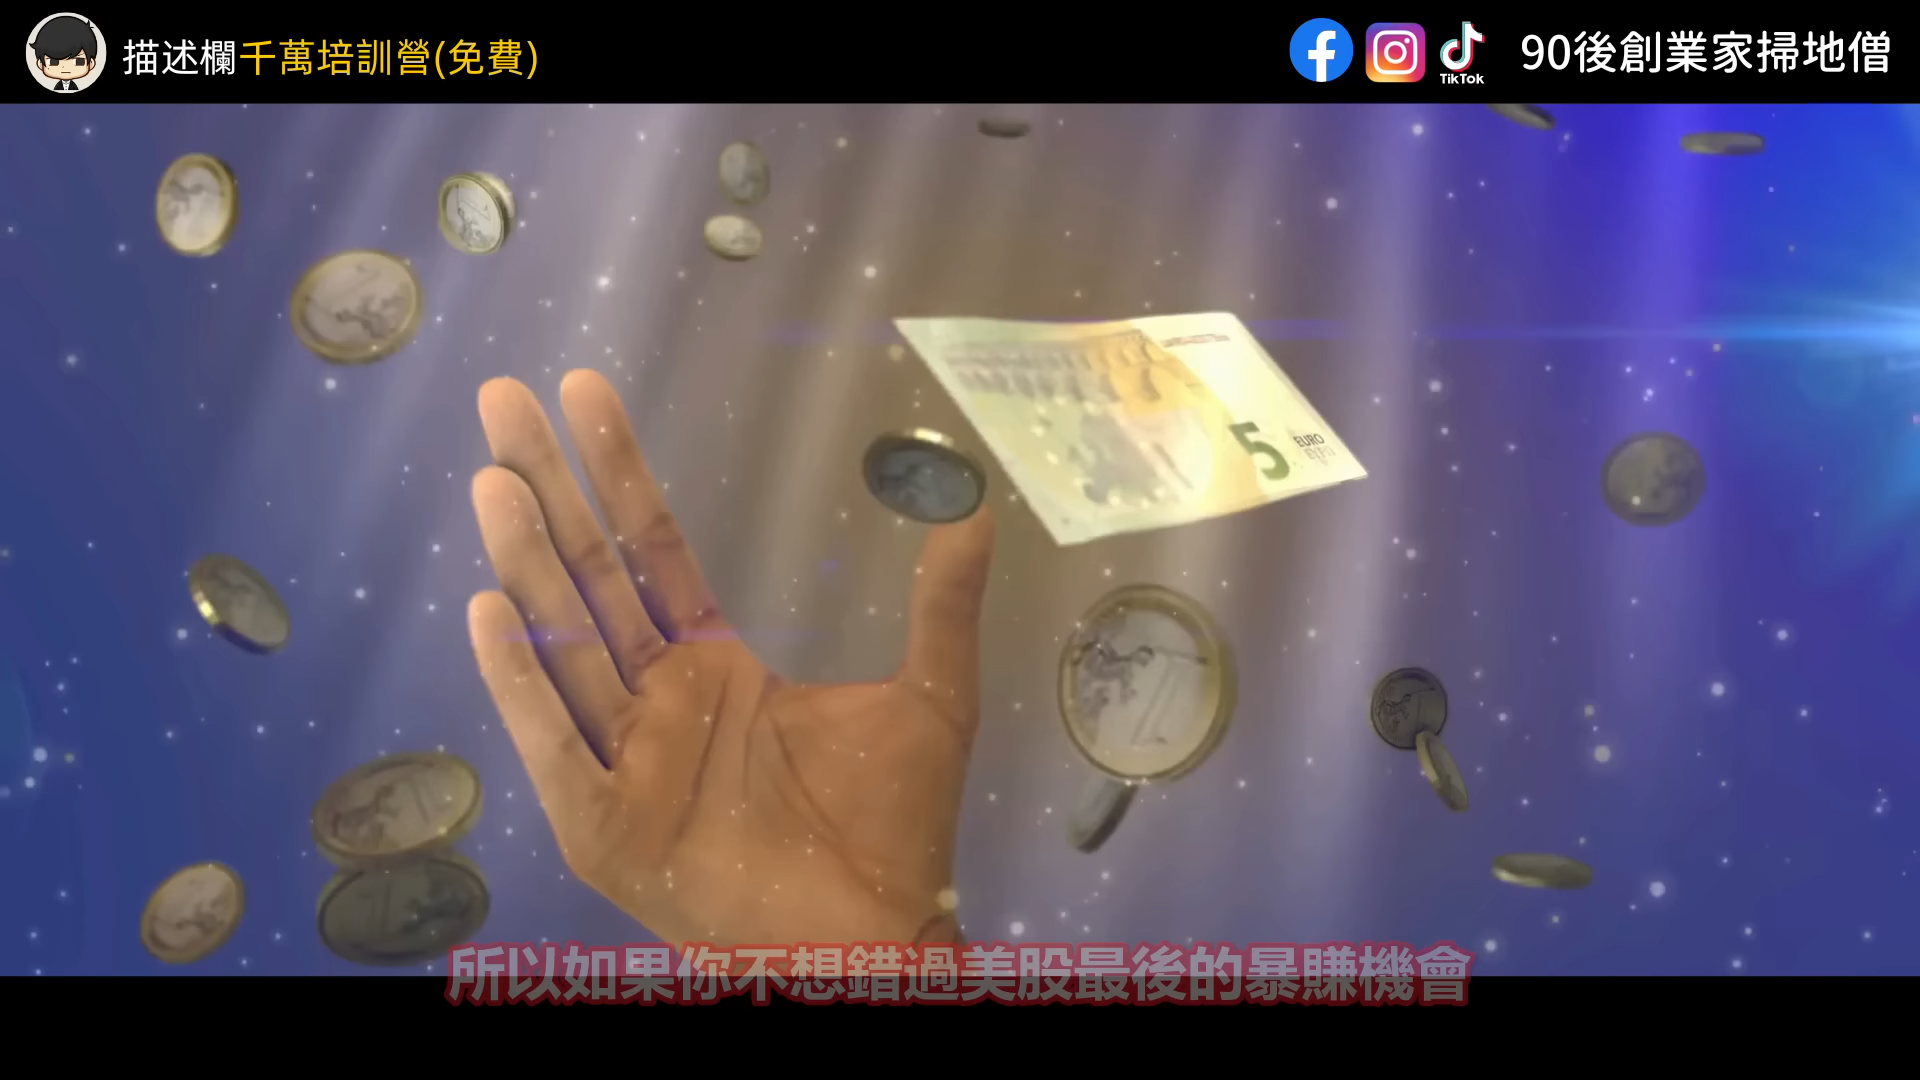 描述欄千萬培訓營(免費)
TikTok
90後創業家掃地僧
5 EURO
所以如果你不想錯過美股最後的暴賺機會